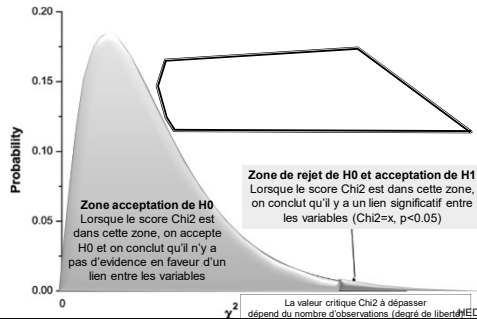 0.20
0.15
0.10
0.05
0.00
Probability
Zone acceptation de H0
Lorsque le score Chi2 est
dans cette zone, on accepte
H0 et on conclut qu'il n'y a
pas d'evidence en faveur d'un
lien entre les variables
Zone de rejet de H0 et acceptation de H1
Lorsque le score Chi2 est dans cette zone,
on conclut qu'il y a un lien significatif entre
les variables (Chi2=x, p<0.05)
0
χ²
La valeur critique Chi2 à dépasser
dépend du nombre d'observations (degré de liberté)